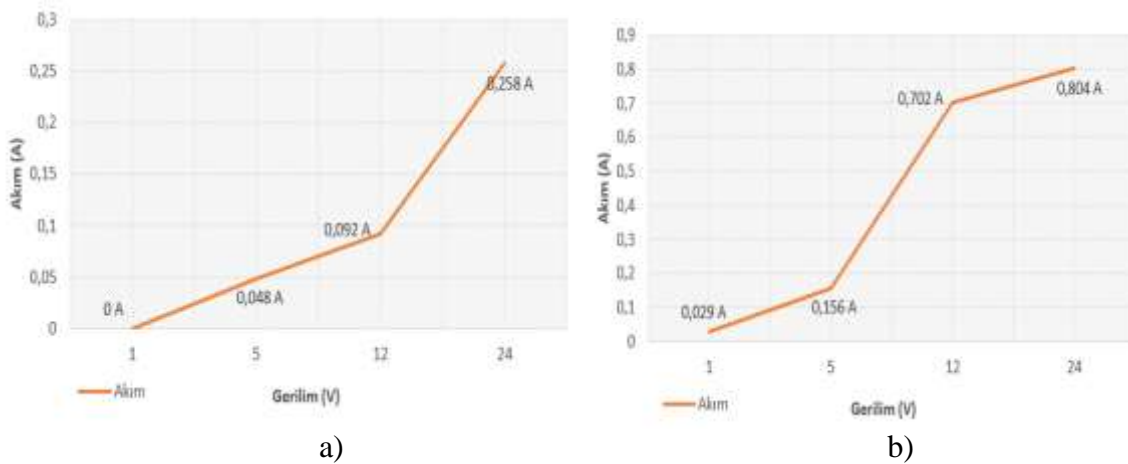 0,3
0,25
0,2
0,15
0,1
0,05
0
Akım (A)
0 A
0,048 A
0,092 A
0,258 A
1 5 12 24
Akım
Gerilim (V)
a)
0,9
0,8
0,7
0,6
0,5
0,4
0,3
0,2
0,1
0
Akım (A)
0,029 A
0,156 A
0,702 A
0,804 A
1 5 12 24
Akım
Gerilim (V)
b)